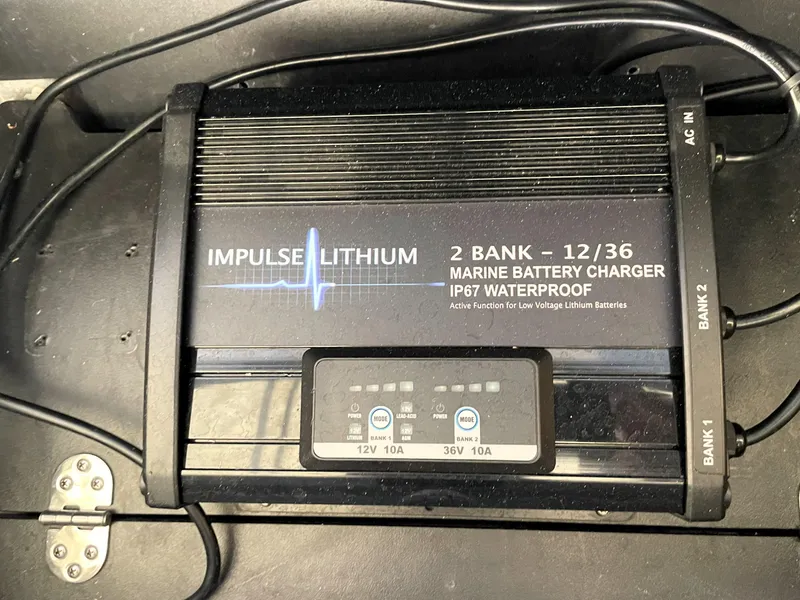 AC IN
IMPULSE LITHIUM
2 BANK – 12/36
MARINE BATTERY CHARGER
IP67 WATERPROOF
Active Function for Low Voltage Lithium Batteries
BANK 2
BANK 1
POWER
MODE
LEAD-ACID
LITHIUM
BANK 1
AGM
12V 10A
POWER
MODE
BANK 2
36V 10A